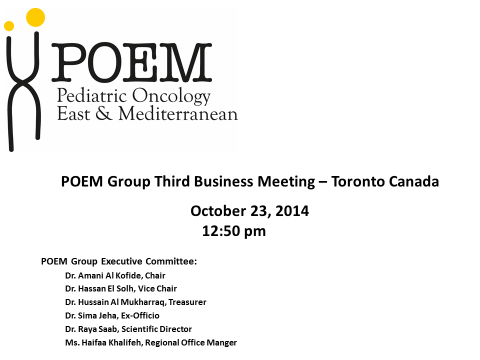 POEM
Pediatric Oncology
East & Mediterranean
POEM Group Third Business Meeting – Toronto Canada
October 23, 2014
12:50 pm
POEM Group Executive Committee:
Dr. Amani Al Kofide, Chair
Dr. Hassan El Solh, Vice Chair
Dr. Hussain Al Mukharraq, Treasurer
Dr. Sima Jeha, Ex-Officio
Dr. Raya Saab, Scientific Director
Ms. Haifaa Khalifeh, Regional Office Manger